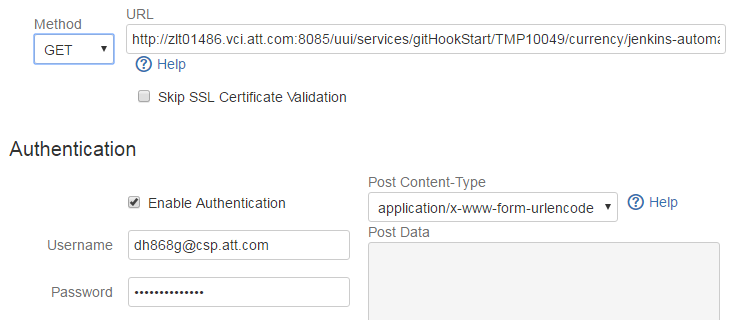 Method
URL
GET
http://zlt01486.vci.att.com:8085/uui/services/gitHookStart/TMP10049/currency/jenkins-automa
Help
Skip SSL Certificate Validation
Authentication
Enable Authentication
Post Content-Type
application/x-www-form-urlencode
Help
Username
dh868g@csp.att.com
Post Data
Password
••••••••••••••